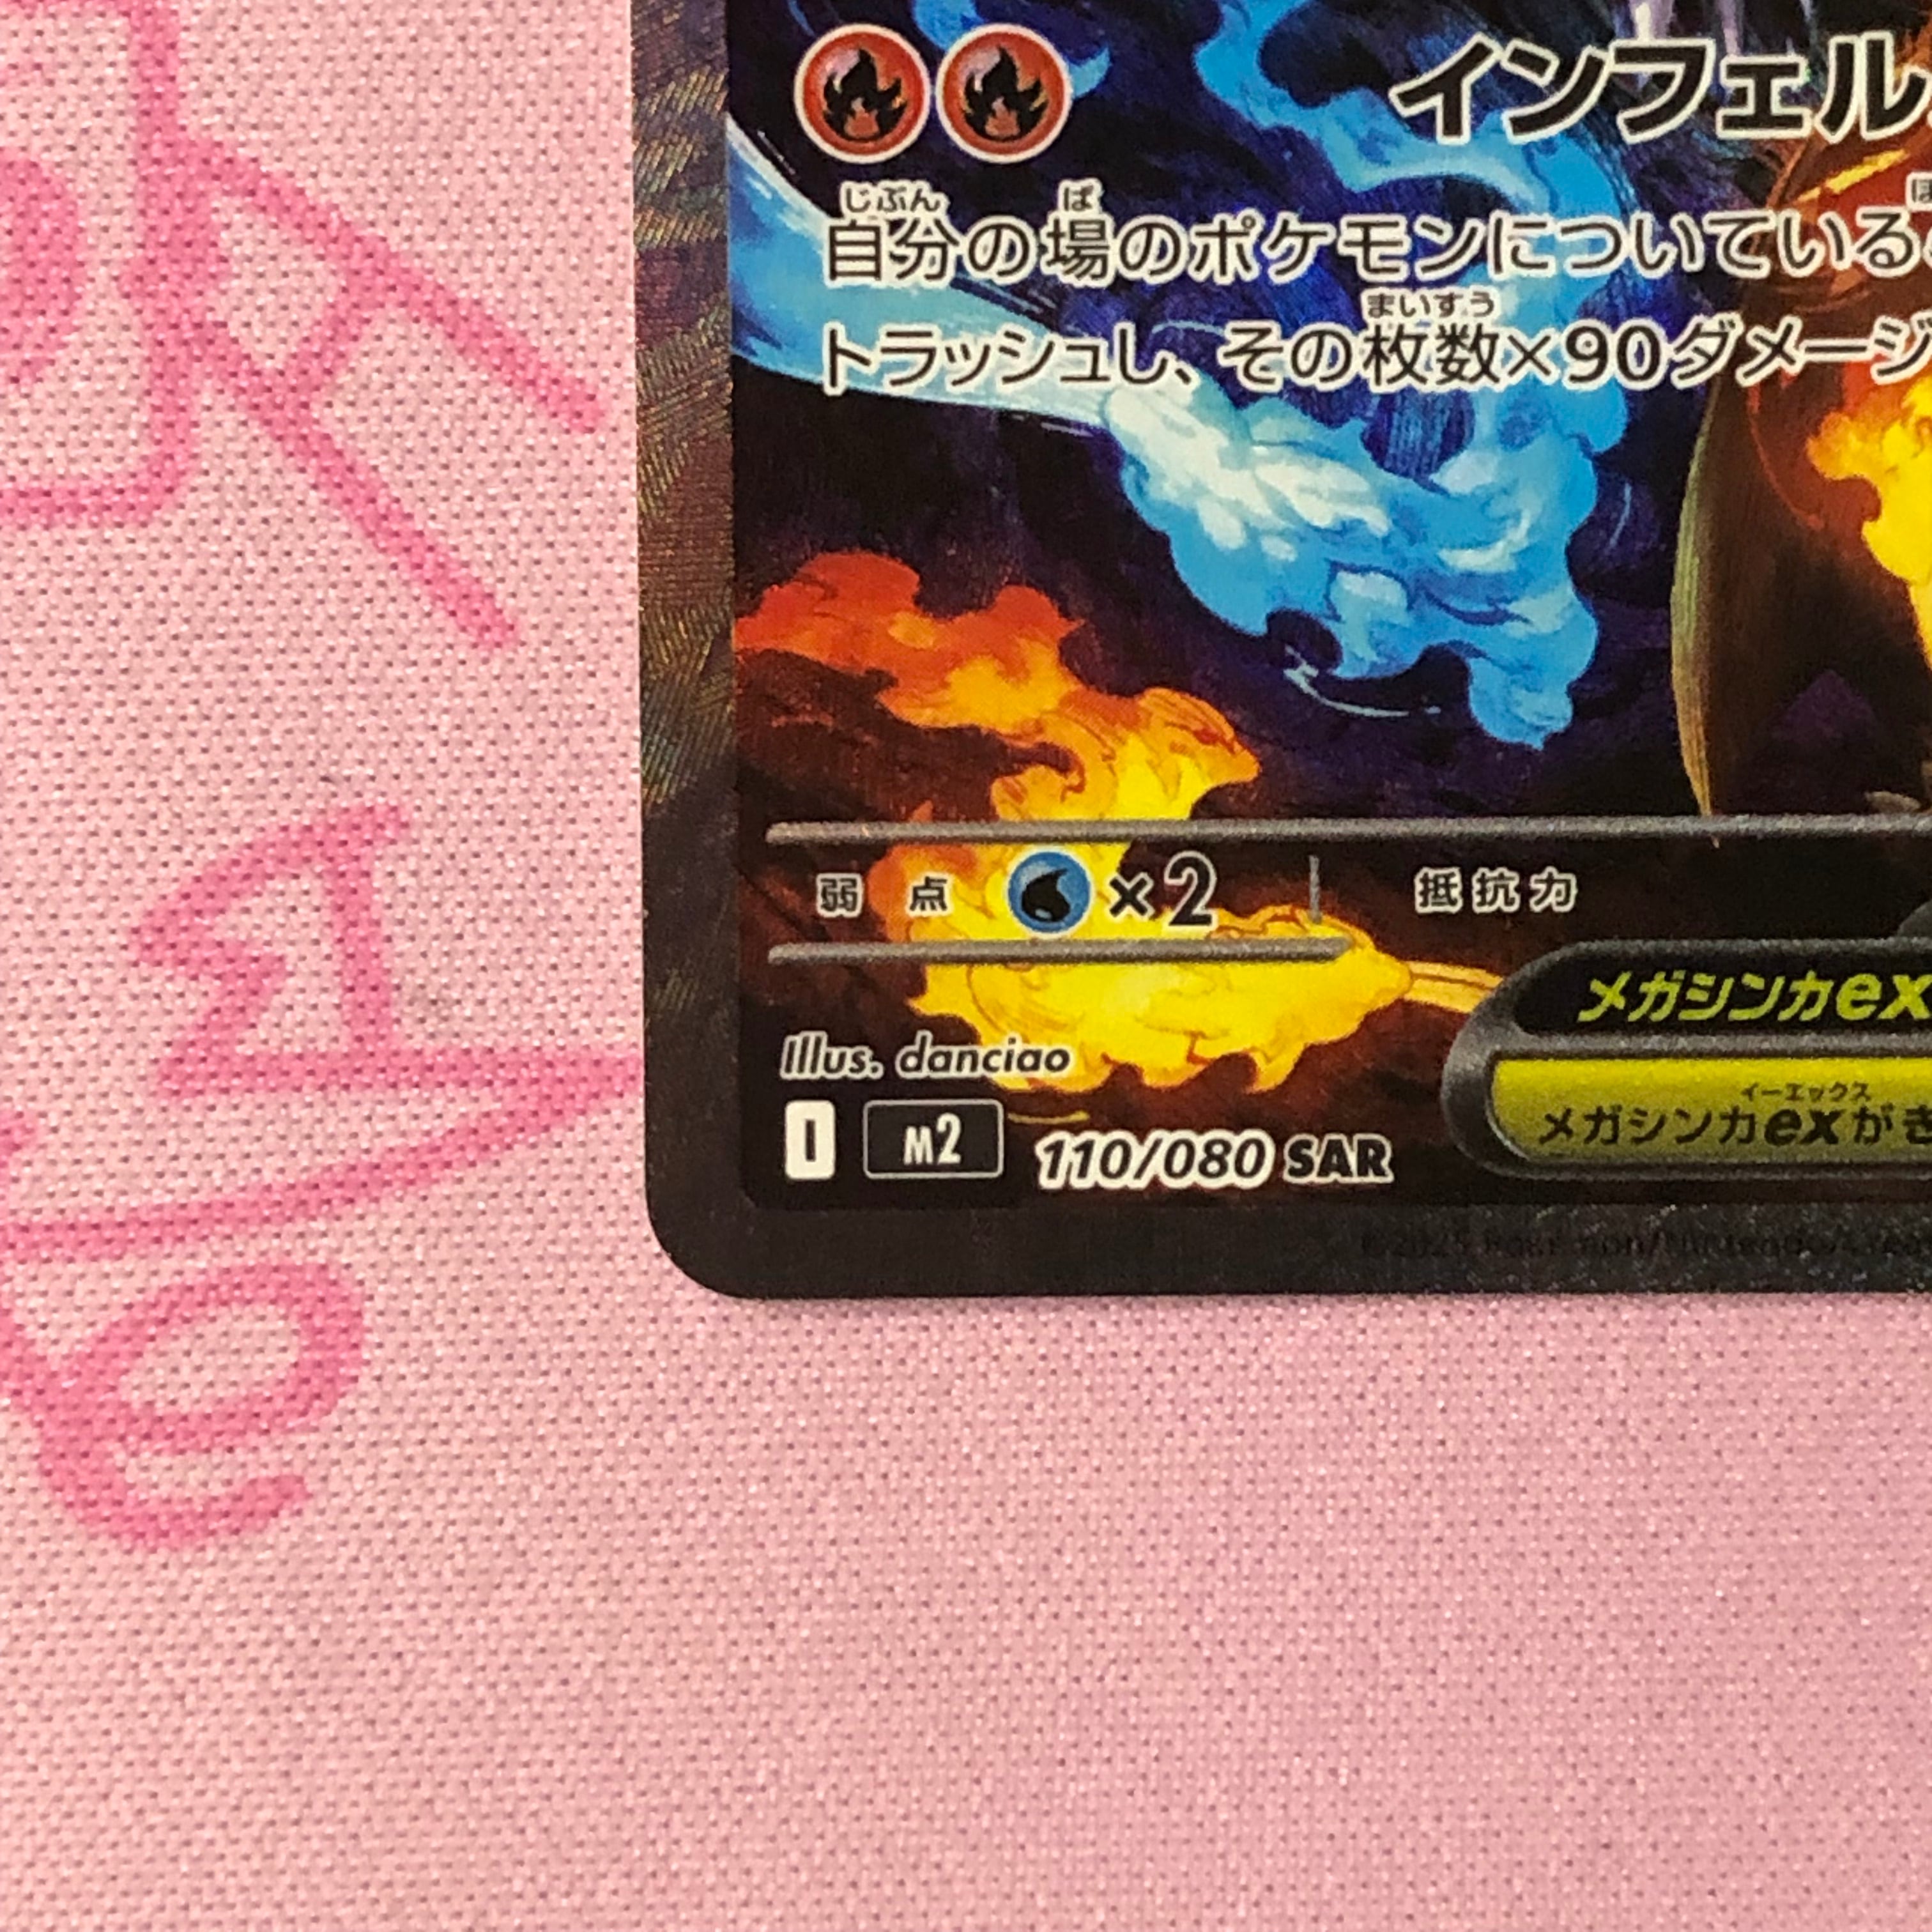 インフェル
じぶん ば
自分の場のポケモンについている
まいすう
トラッシュし、その枚数×90ダメージ
弱点 ×2 抵抗力
メガシンカex
イーエックス
メガシンカexがき
Illus. danciao
I M2 110/080 SAR
©2025 Pokémon/Nintendo/Crea